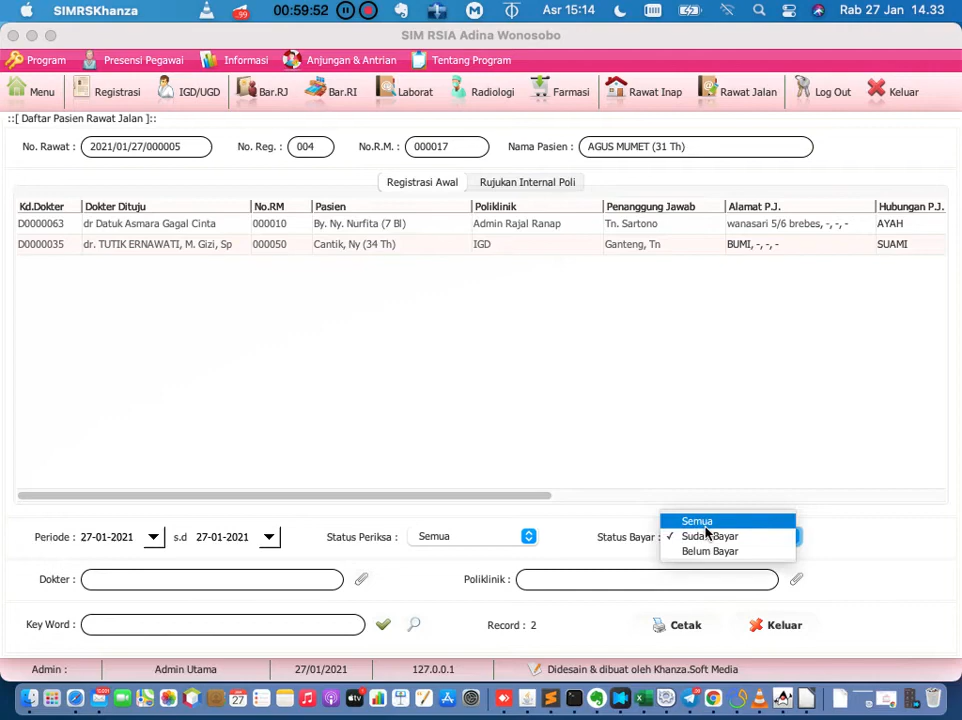 SIMRSKhanza 99 00:59:52 Asr 15:14 Rab 27 Jan 14.33
SIM RSIA Adina Wonosobo
Program Presensi Pegawai Informasi Anjungan & Antrian Tentang Program
Menu Registrasi IGD/UGD Bar.RJ Bar.RI Laborat Radiologi Farmasi Rawat Inap Rawat Jalan Log Out Keluar
::[ Daftar Pasien Rawat Jalan ]::
No. Rawat : 2021/01/27/000005 No. Reg. : 004 No.R.M. : 000017 Nama Pasien : AGUS MUMET (31 Th)
Registrasi Awal Rujukan Internal Poli
Kd.Dokter Dokter Dituju No.RM Pasien Poliklinik Penanggung Jawab Alamat P.J. Hubungan P.J.
D0000063 dr Datuk Asmara Gagal Cinta 000010 By. Ny. Nurfita (7 Bl) Admin Rajal Ranap Tn. Sartono wanasari 5/6 brebes, -, -, - AYAH
D0000035 dr. TUTIK ERNAWATI, M. Gizi, Sp 000050 Cantik, Ny (34 Th) IGD Ganteng, Tn BUMI, -, -, - SUAMI
Semua
Periode : 27-01-2021 s.d 27-01-2021 Status Periksa : Semua Status Bayar : ✓ Sudah Bayar
Belum Bayar
Dokter : Poliklinik :
Key Word : Record : 2 Cetak Keluar
Admin : Admin Utama 27/01/2021 127.0.0.1 Didesain & dibuat oleh Khanza.Soft Media